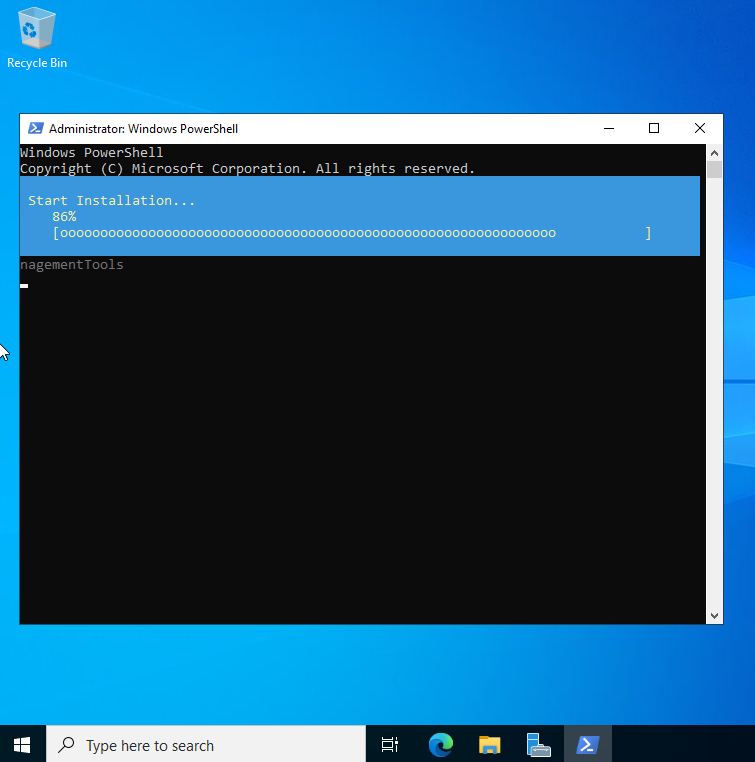 Recycle Bin
Administrator: Windows PowerShell
Windows PowerShell
Copyright (C) Microsoft Corporation. All rights reserved.
Start Installation...
86%
[oooooooooooooooooooooooooooooooooooooooooooooooooooooooooooooo           ]
nagementTools
Type here to search